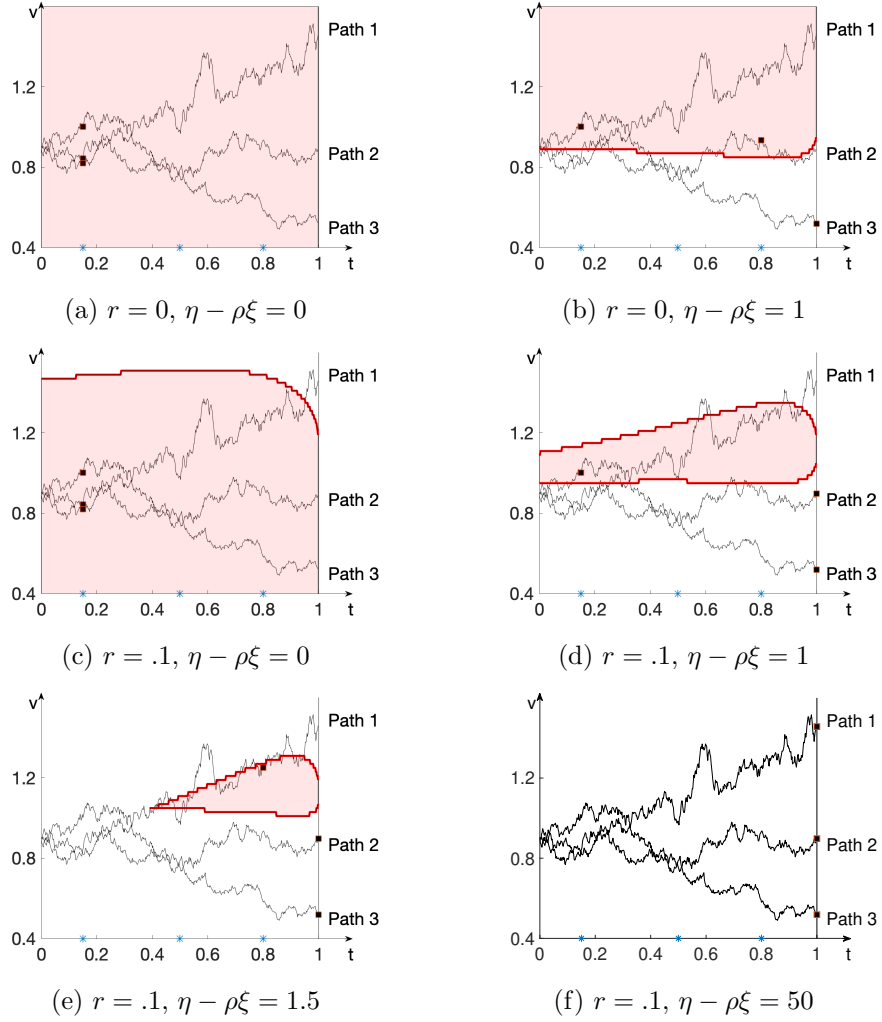 v
Path 1
1.2
0.8
Path 2
Path 3
0.4
0 0.2 0.4 0.6 0.8 1 t
(a) r = 0, η − ρξ = 0
v
Path 1
1.2
0.8
Path 2
Path 3
0.4
0 0.2 0.4 0.6 0.8 1 t
(b) r = 0, η − ρξ = 1
v
Path 1
1.2
0.8
Path 2
Path 3
0.4
0 0.2 0.4 0.6 0.8 1 t
(c) r = .1, η − ρξ = 0
v
Path 1
1.2
0.8
Path 2
Path 3
0.4
0 0.2 0.4 0.6 0.8 1 t
(d) r = .1, η − ρξ = 1
v
Path 1
1.2
0.8
Path 2
Path 3
0.4
0 0.2 0.4 0.6 0.8 1 t
(e) r = .1, η − ρξ = 1.5
v
Path 1
1.2
0.8
Path 2
Path 3
0.4
0 0.2 0.4 0.6 0.8 1 t
(f) r = .1, η − ρξ = 50